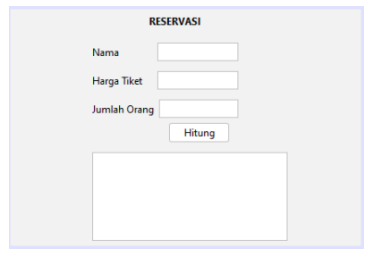 RESERVASI
Nama
Harga Tiket
Jumlah Orang
Hitung